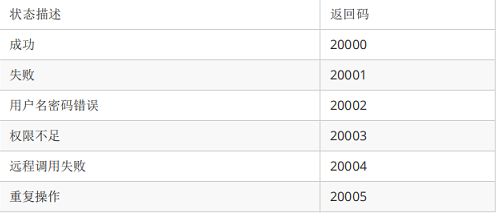 状态描述 返回码
成功 20000
失败 20001
用户名密码错误 20002
权限不足 20003
远程调用失败 20004
重复操作 20005